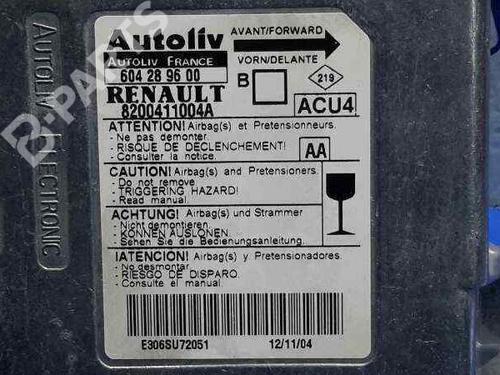 Autoliv
AUTOLIV FRANCE
604 28 96 00
RENAULT
8200411004A
AVANT/FORWARD
VORN/DELANTE
B
219
ACU4
ATTENTION! Airbag(s) et Pretensionneurs.
- Ne pas demonter.
- RISQUE DE DECLENCHEMENT!
- Consulter la notice.
AA
CAUTION! Airbag(s) and Pretensioners.
- Do not remove
- TRIGGERING HAZARD!
- Read manual.
ACHTUNG! Airbag(s) und Strammer
- Nicht demontieren.
- KONNEN AUSLONEN.
- Sehen Sie die Bedienungsanleitung.
!ATENCION! Airbag(s) y Pretensionadores.
- No desmontar.
- RIESGO DE DISPARO.
- Consulte el manual.
E306SU72051
12/11/04
AUTOLIV ELECTRONIC
B-PARTS